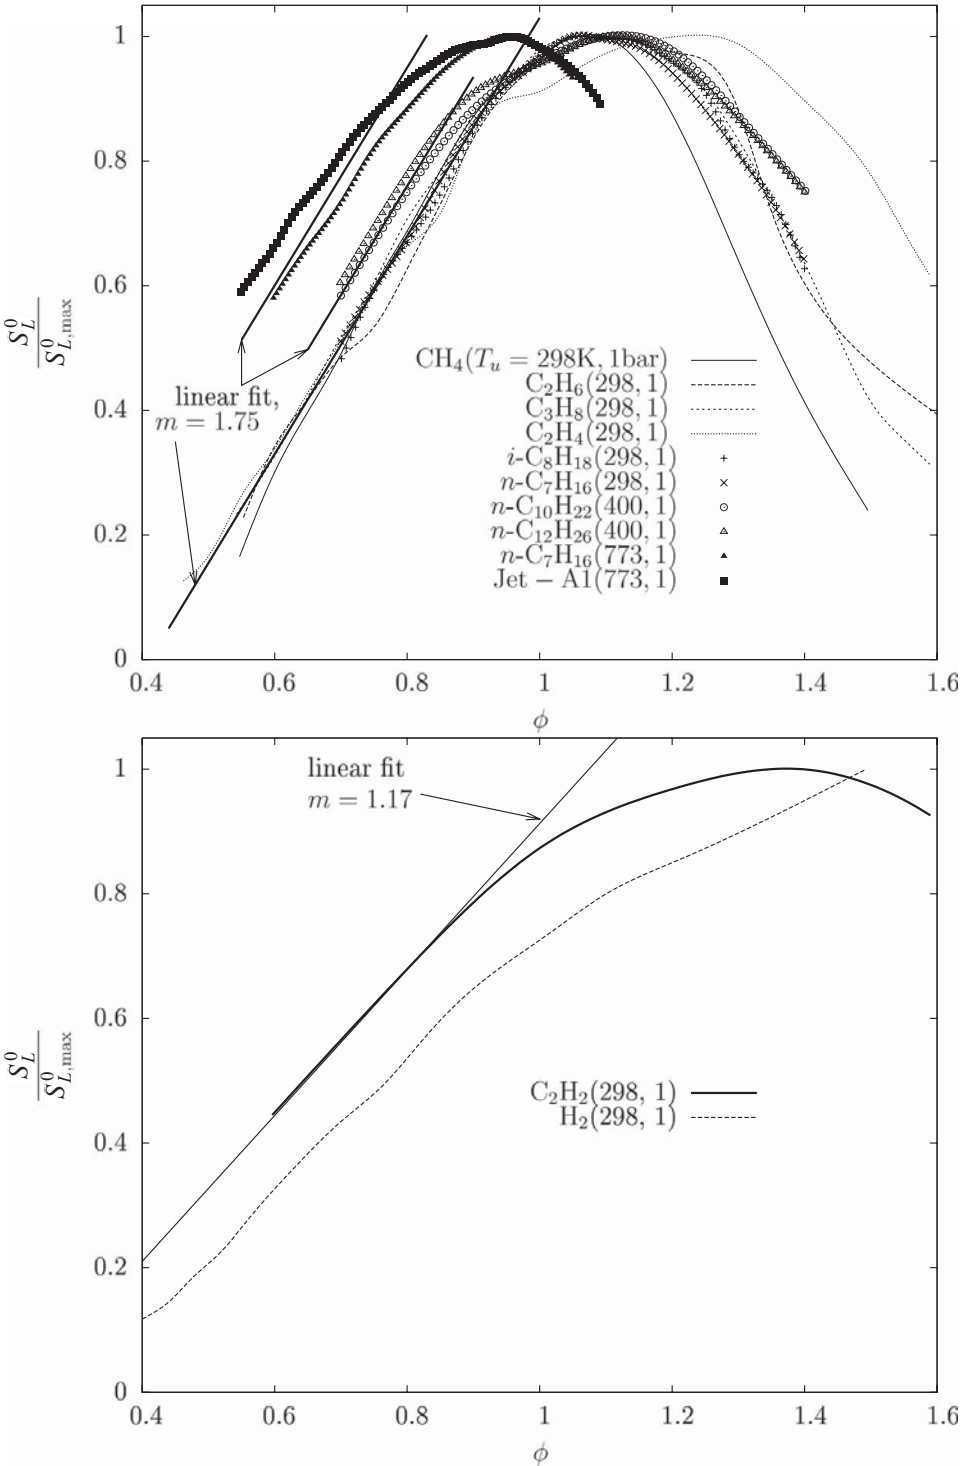 1
0.8
0.6
0.4
0.2
0
S_L^0 / S_{L,max}^0
linear fit,
m = 1.75
CH₄(T_u = 298K, 1bar)
C₂H₆(298, 1)
C₃H₈(298, 1)
C₂H₄(298, 1)
i-C₈H₁₈(298, 1)
n-C₇H₁₆(298, 1)
n-C₁₀H₂₂(400, 1)
n-C₁₂H₂₆(400, 1)
n-C₇H₁₆(773, 1)
Jet – A1(773, 1)
0.4 0.6 0.8 1 1.2 1.4 1.6
ϕ
1
0.8
0.6
0.4
0.2
0
S_L^0 / S_{L,max}^0
linear fit
m = 1.17
C₂H₂(298, 1)
H₂(298, 1)
0.4 0.6 0.8 1 1.2 1.4 1.6
ϕ